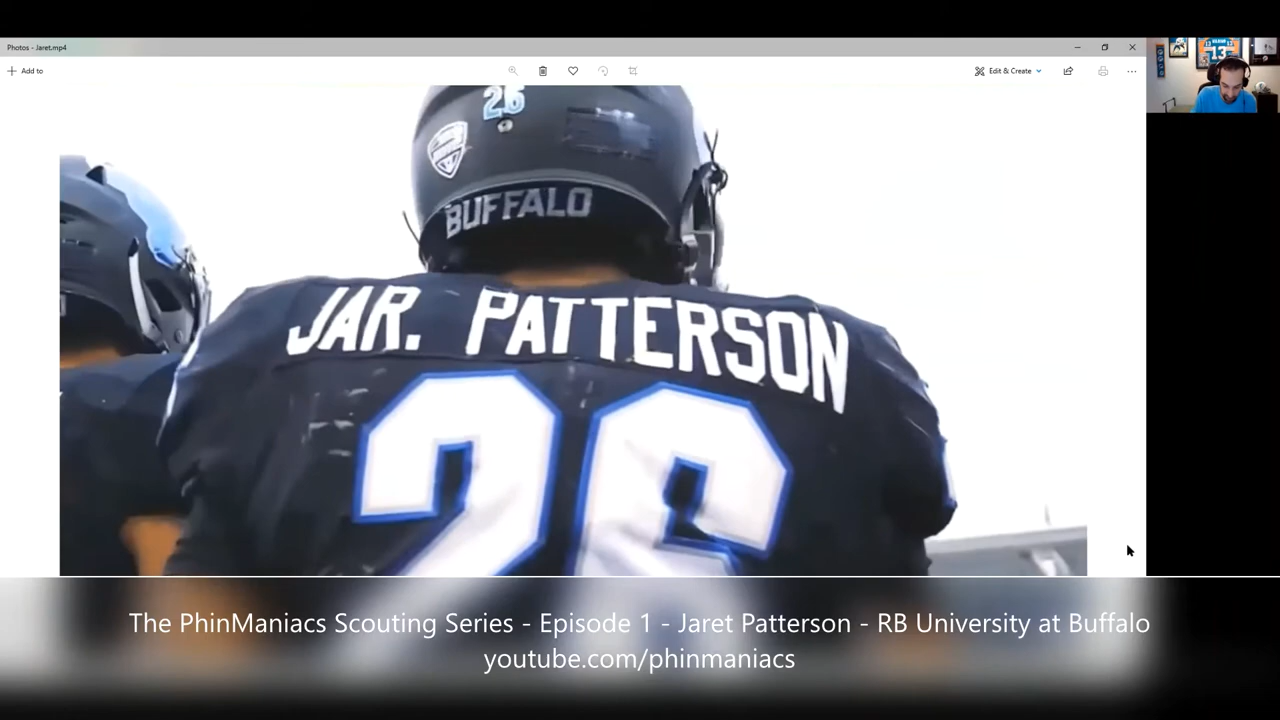 Photos - Jaret.mp4
Add to
Edit & Create
26
BUFFALO
JAR. PATTERSON
26
13
The PhinManiacs Scouting Series - Episode 1 - Jaret Patterson - RB University at Buffalo
youtube.com/phinmaniacs